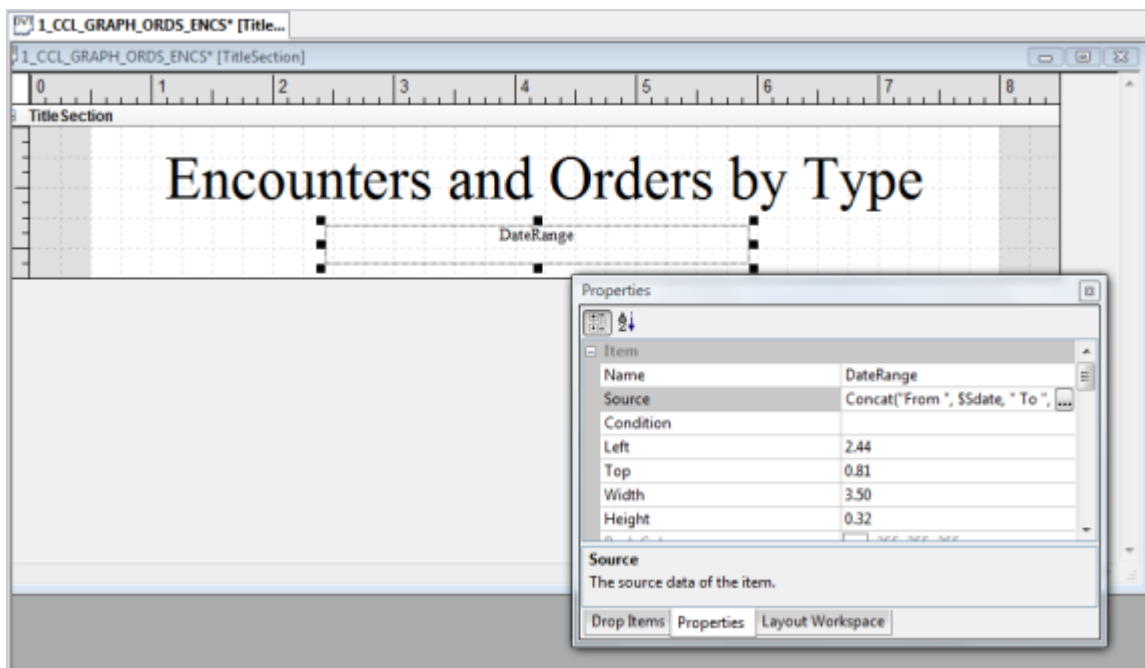 1_CCL_GRAPH_ORDS_ENCS* [Title...
1_CCL_GRAPH_ORDS_ENCS* [TitleSection]
0 1 2 3 4 5 6 7 8
TitleSection
Encounters and Orders by Type
DateRange
Properties
Item
Name DateRange
Source Concat("From ", $Sdate, " To ", ...
Condition
Left 2.44
Top 0.81
Width 3.50
Height 0.32
Source
The source data of the item.
Drop Items Properties Layout Workspace